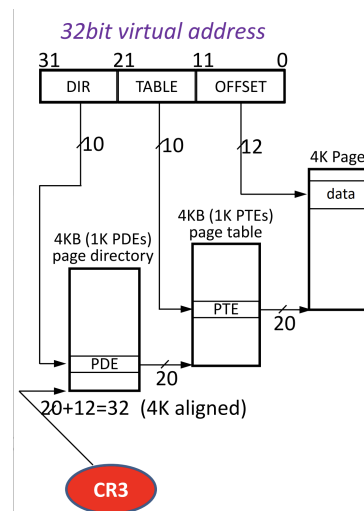 32bit virtual address
31 21 11 0
DIR TABLE OFFSET
10 10 12
4K Page
data
4KB (1K PTEs)
page table
4KB (1K PDEs)
page directory
PTE
20
PDE
20
20+12=32 (4K aligned)
CR3